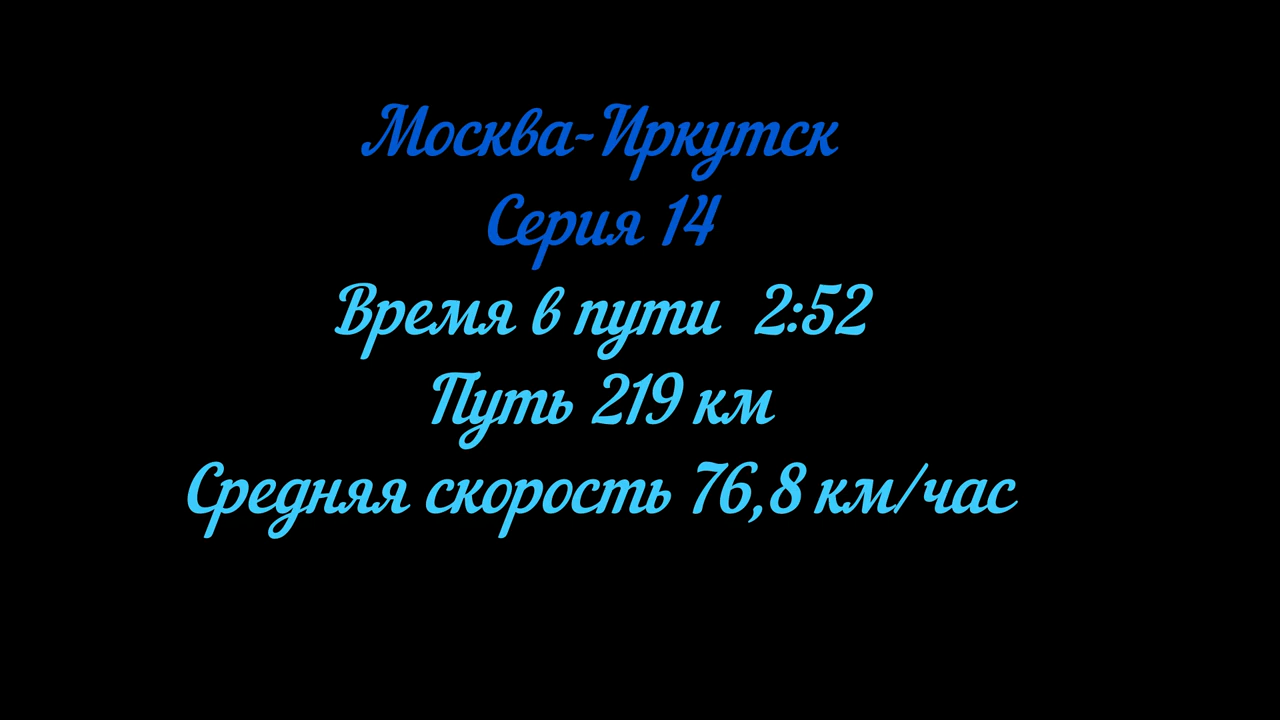 Москва-Иркутск
Серия 14
Время в пути 2:52
Путь 219 км
Средняя скорость 76,8 км/час